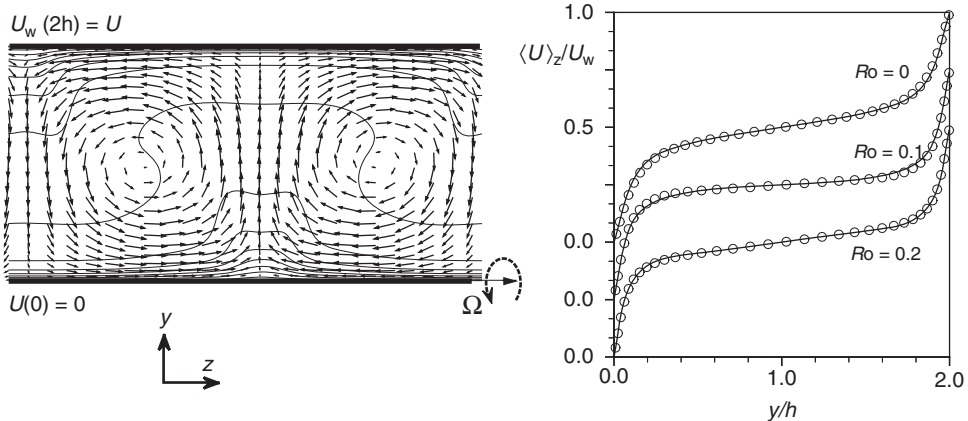 U_w (2h) = U
U(0) = 0
Ω
y
z
⟨U⟩_z/U_w
1.0
0.5
0.0
0.0
0.0
Ro = 0
Ro = 0.1
Ro = 0.2
0.0
1.0
2.0
y/h